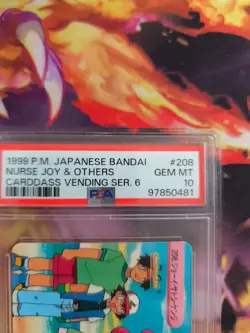 1999 P.M. JAPANESE BANDAI #208
NURSE JOY & OTHERS GEM MT
CARDDASS VENDING SER. 6 10
PSA 97850481